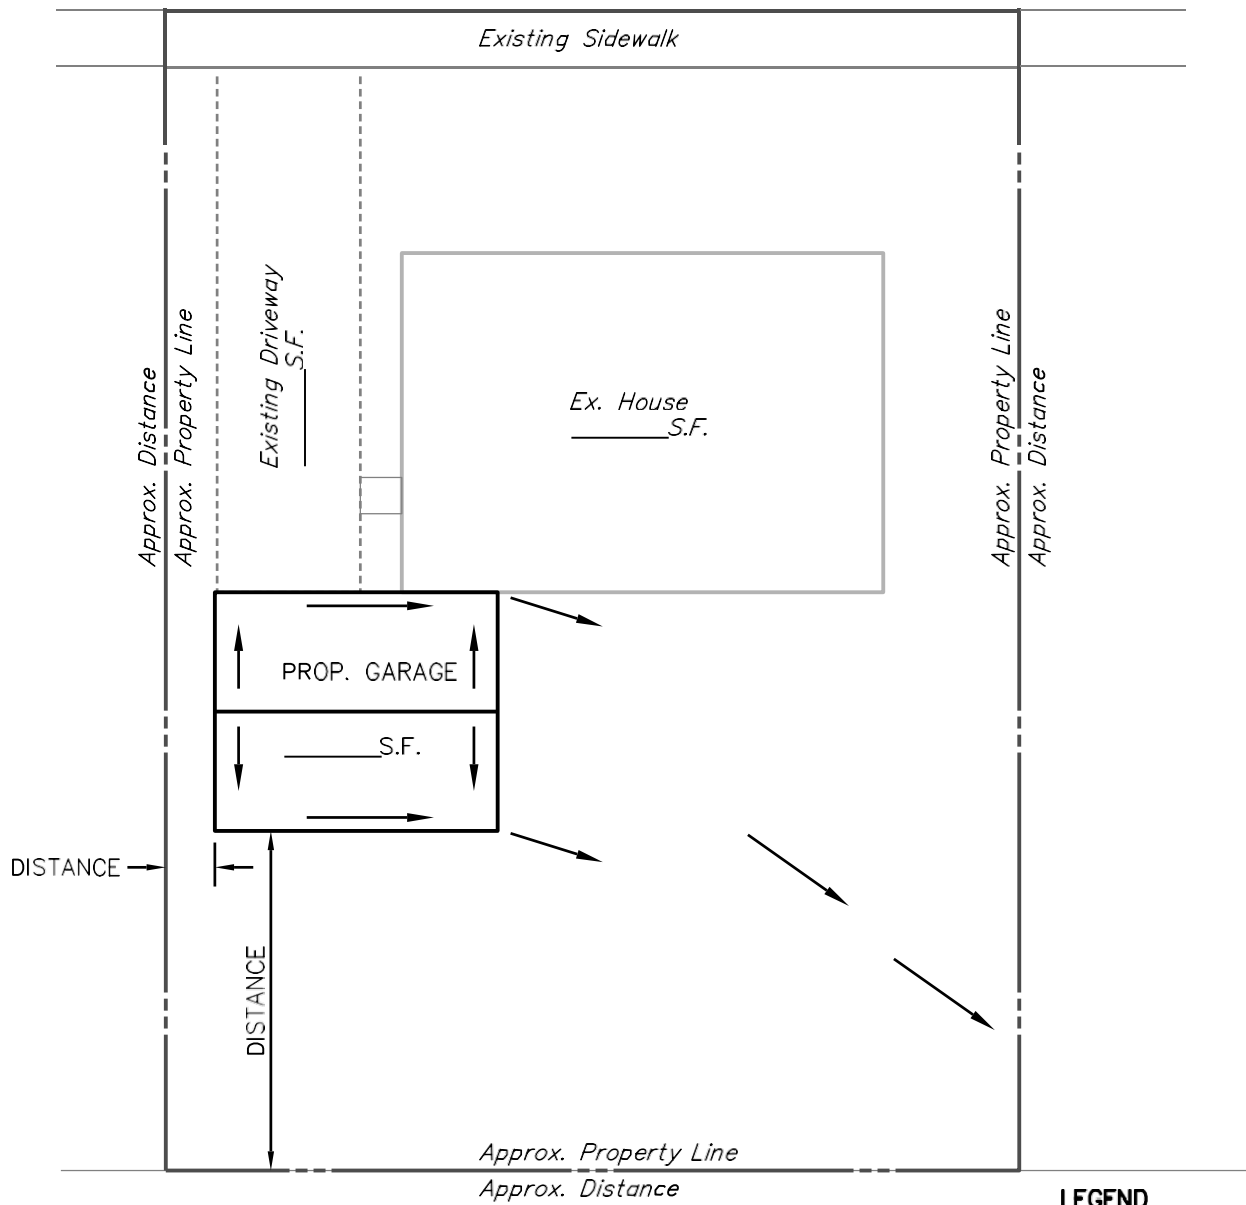 Existing Sidewalk
Existing Driveway
S.F.
Approx. Distance
Approx. Property Line
Ex. House
S.F.
Approx. Property Line
Approx. Distance
PROP. GARAGE
S.F.
DISTANCE
DISTANCE
Approx. Property Line
Approx. Distance
LEGEND